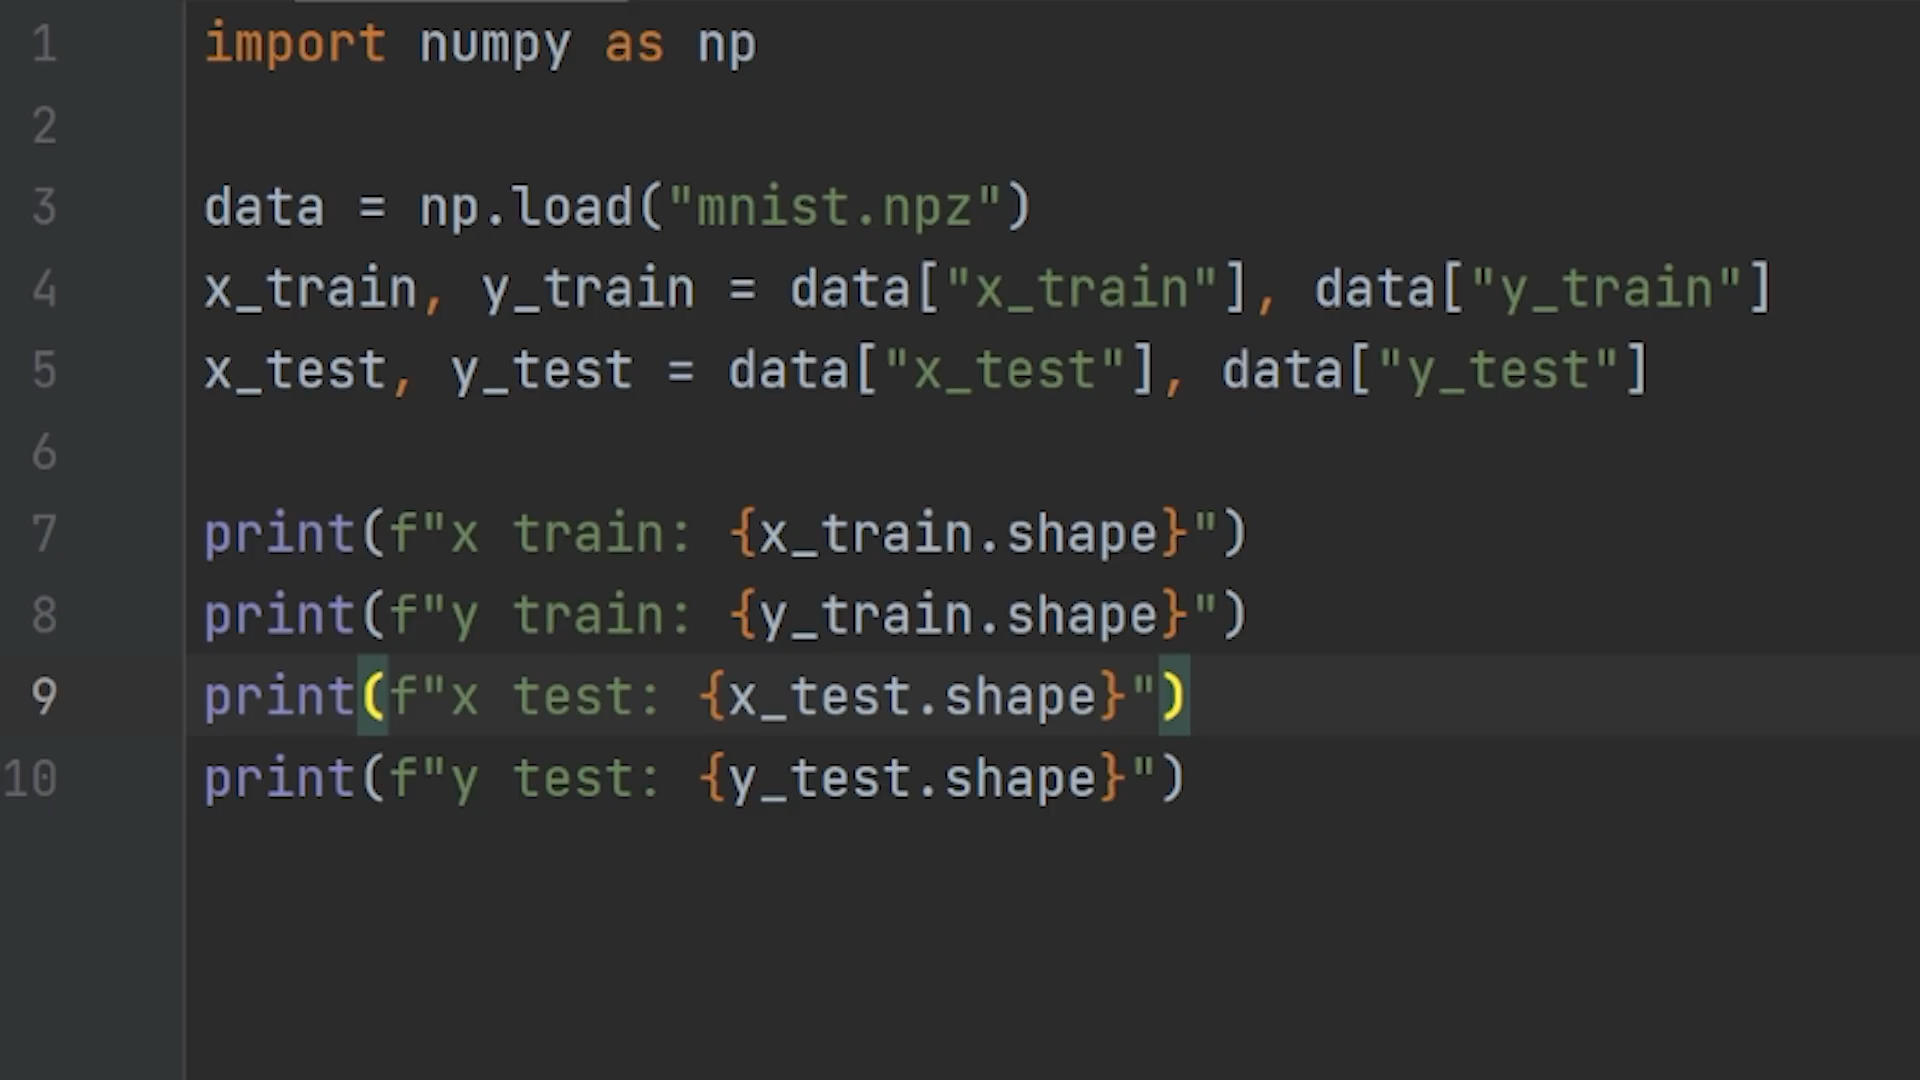 1 import numpy as np
2
3 data = np.load("mnist.npz")
4 x_train, y_train = data["x_train"], data["y_train"]
5 x_test, y_test = data["x_test"], data["y_test"]
6
7 print(f"x train: {x_train.shape}")
8 print(f"y train: {y_train.shape}")
9 print(f"x test: {x_test.shape}")
10 print(f"y test: {y_test.shape}")